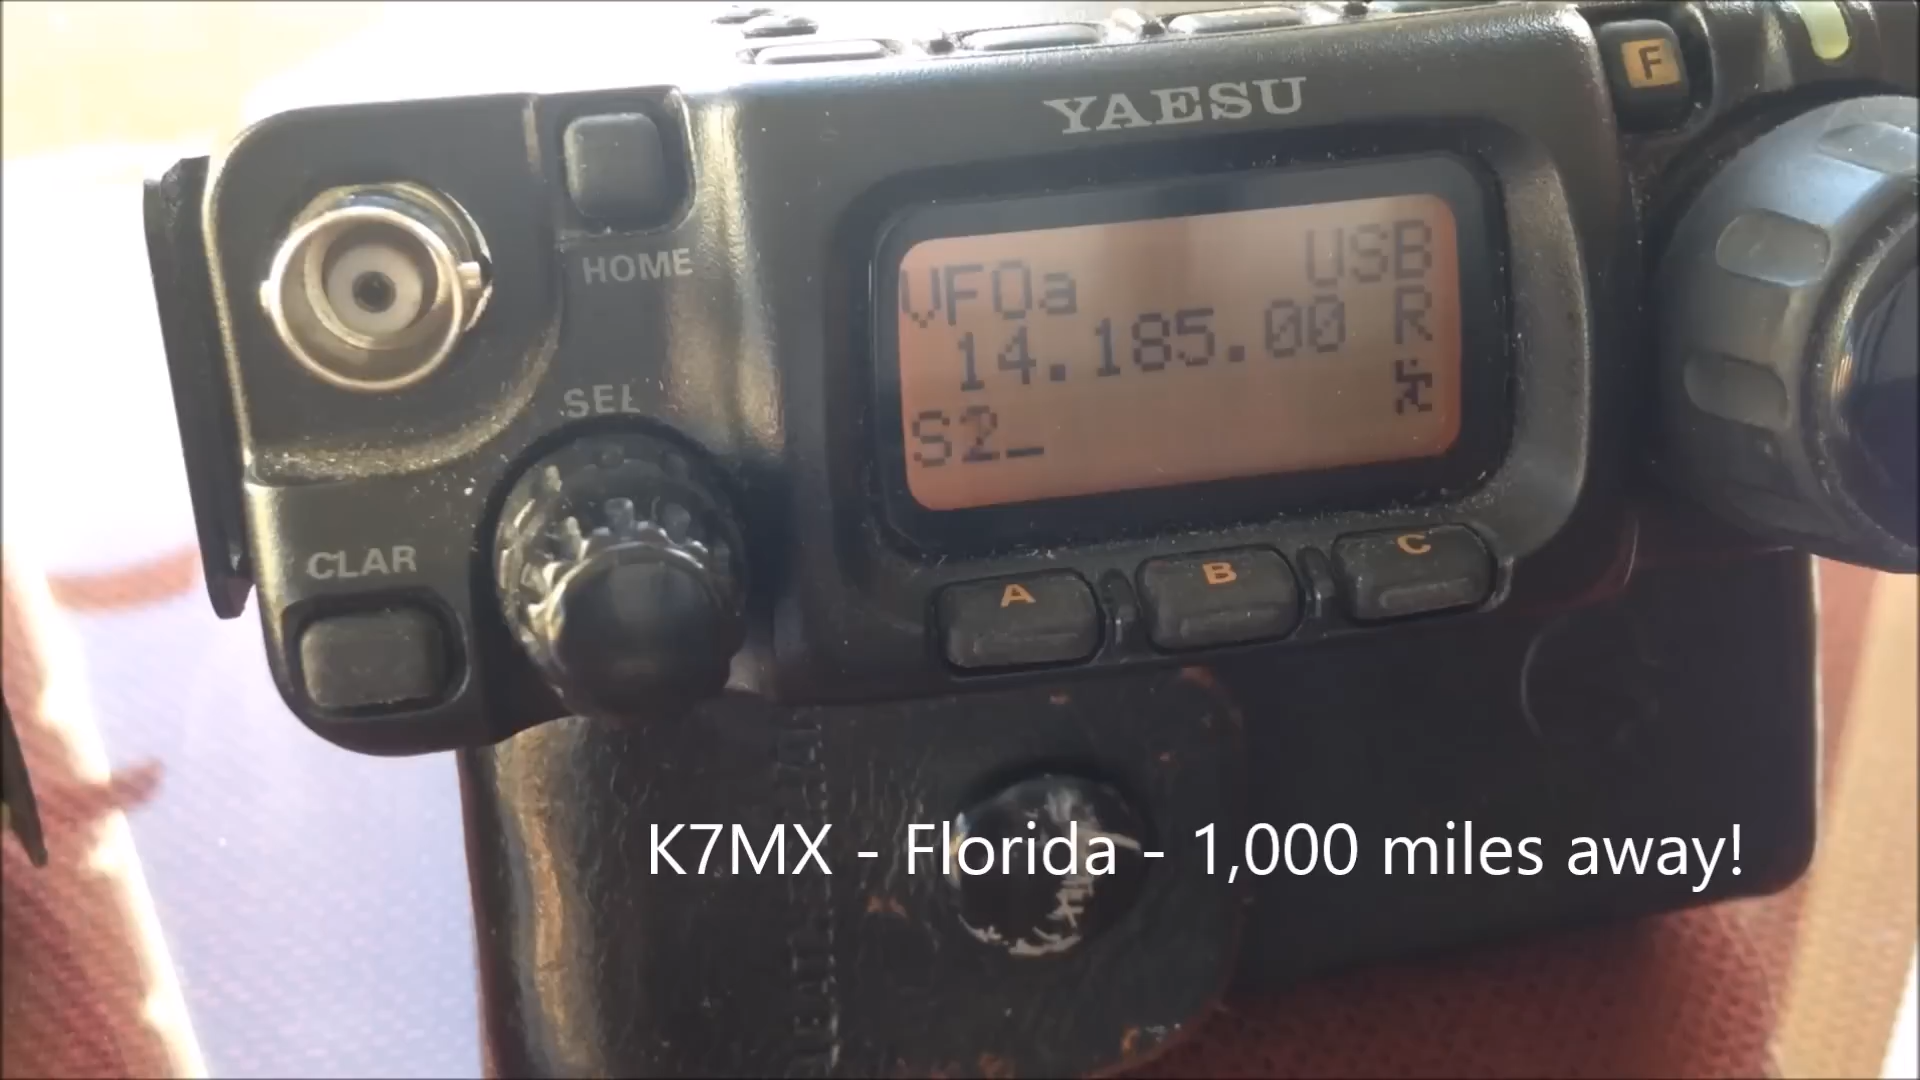 YAESU
F
HOME
VFOa USB
14.185.00 R
S2
SEL
CLAR
A B C
K7MX - Florida - 1,000 miles away!